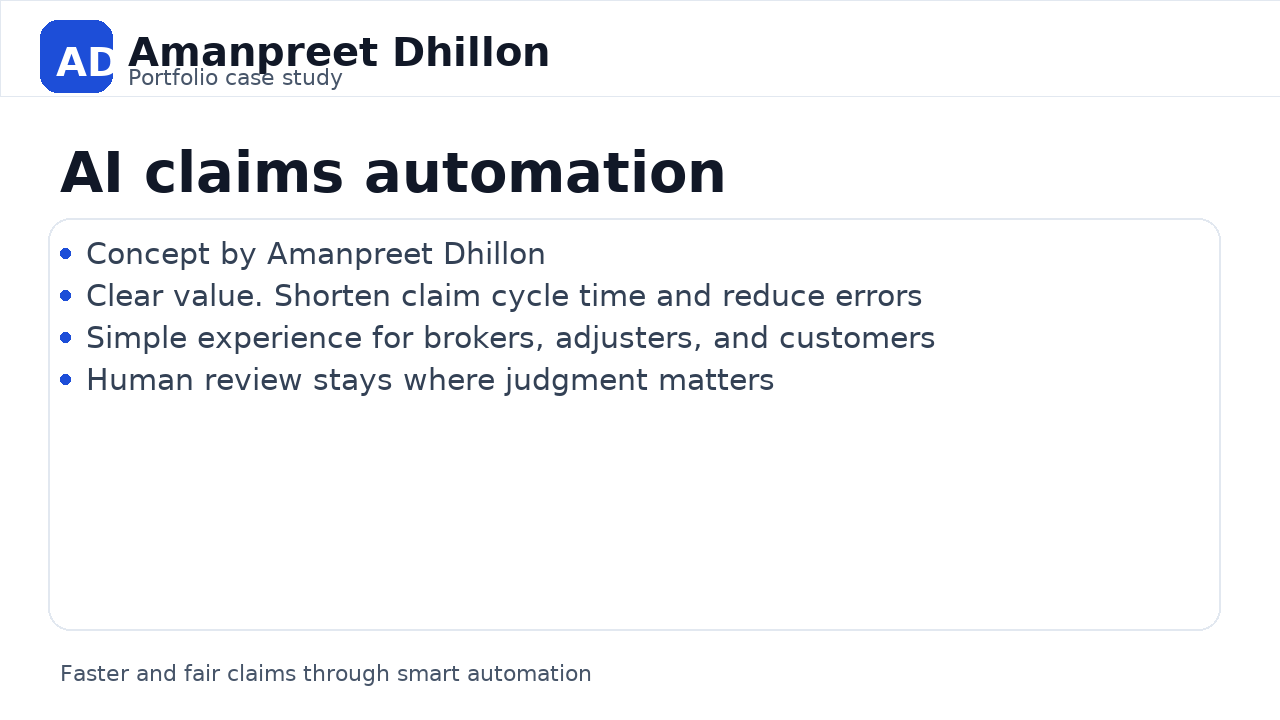 AD
Amanpreet Dhillon
Portfolio case study
AI claims automation
Concept by Amanpreet Dhillon
Clear value. Shorten claim cycle time and reduce errors
Simple experience for brokers, adjusters, and customers
Human review stays where judgment matters
Faster and fair claims through smart automation